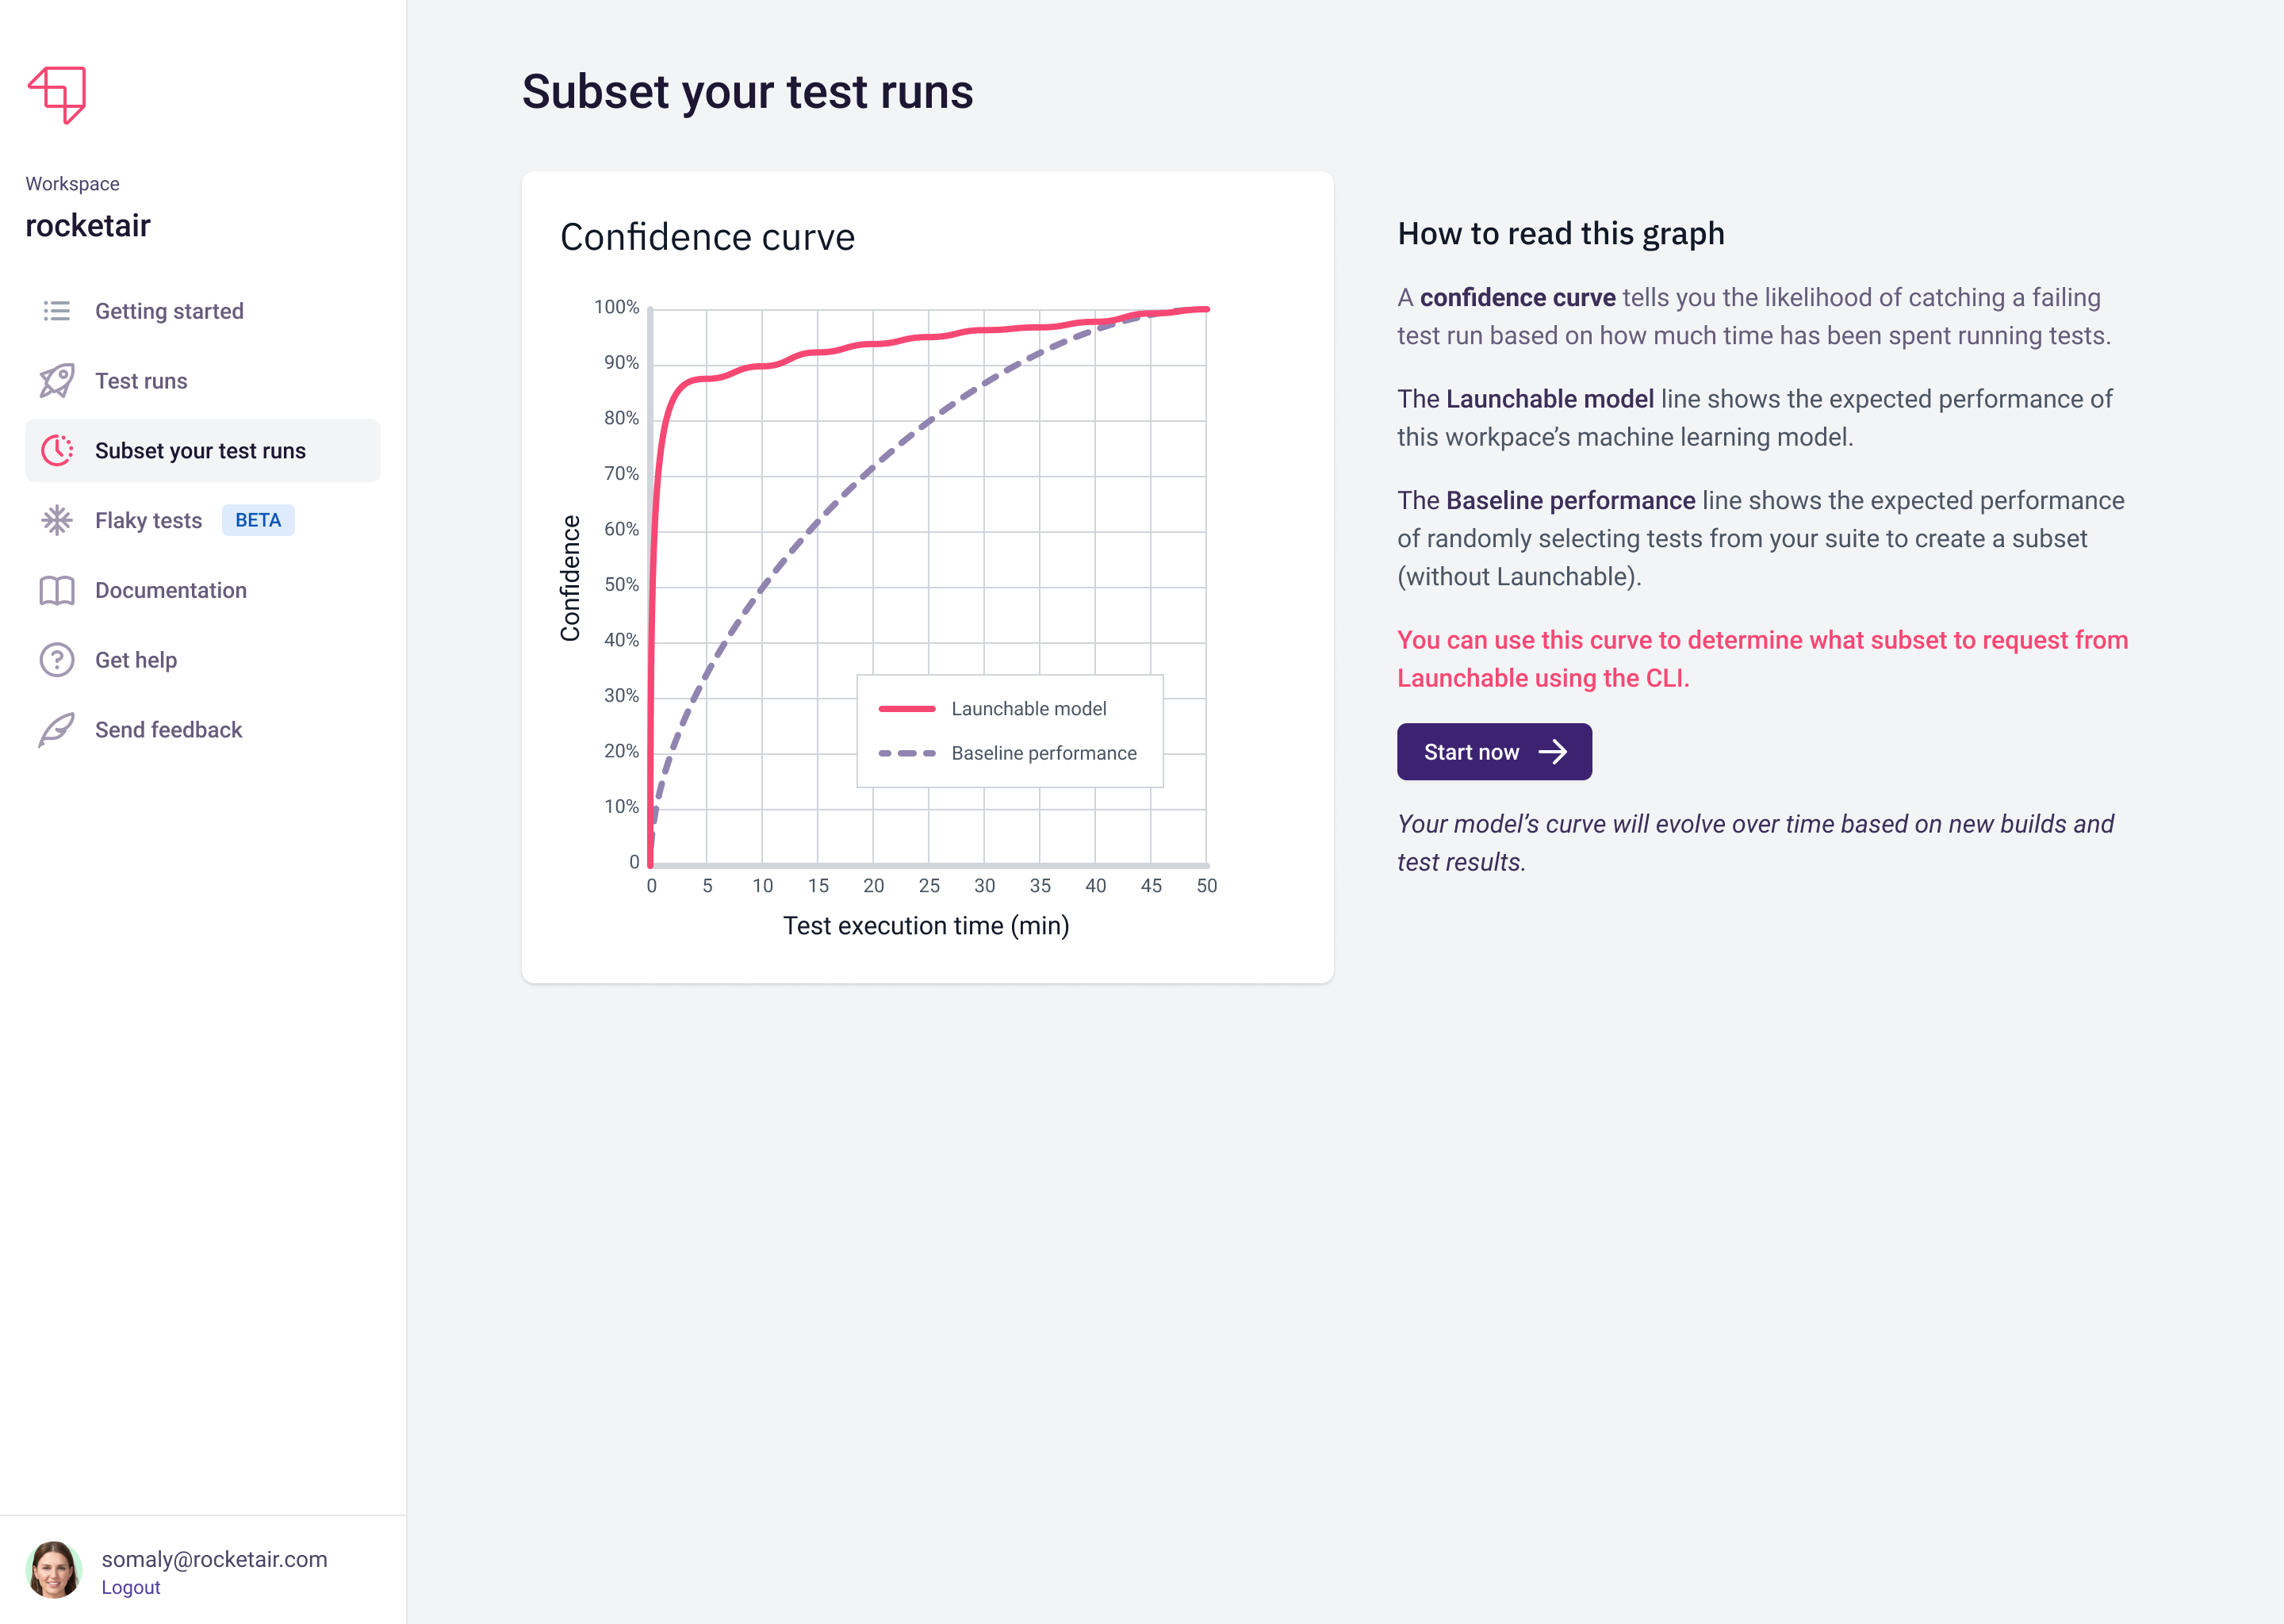 Workspace
rocketair
Getting started
Test runs
Subset your test runs
Flaky tests BETA
Documentation
Get help
Send feedback
somaly@rocketair.com
Logout
Subset your test runs
Confidence curve
Confidence
100%
90%
80%
70%
60%
50%
40%
30%
20%
10%
0
0 5 10 15 20 25 30 35 40 45 50
Test execution time (min)
Launchable model
Baseline performance
How to read this graph
A confidence curve tells you the likelihood of catching a failing
test run based on how much time has been spent running tests.
The Launchable model line shows the expected performance of
this workpace’s machine learning model.
The Baseline performance line shows the expected performance
of randomly selecting tests from your suite to create a subset
(without Launchable).
You can use this curve to determine what subset to request from
Launchable using the CLI.
Start now
Your model’s curve will evolve over time based on new builds and
test results.